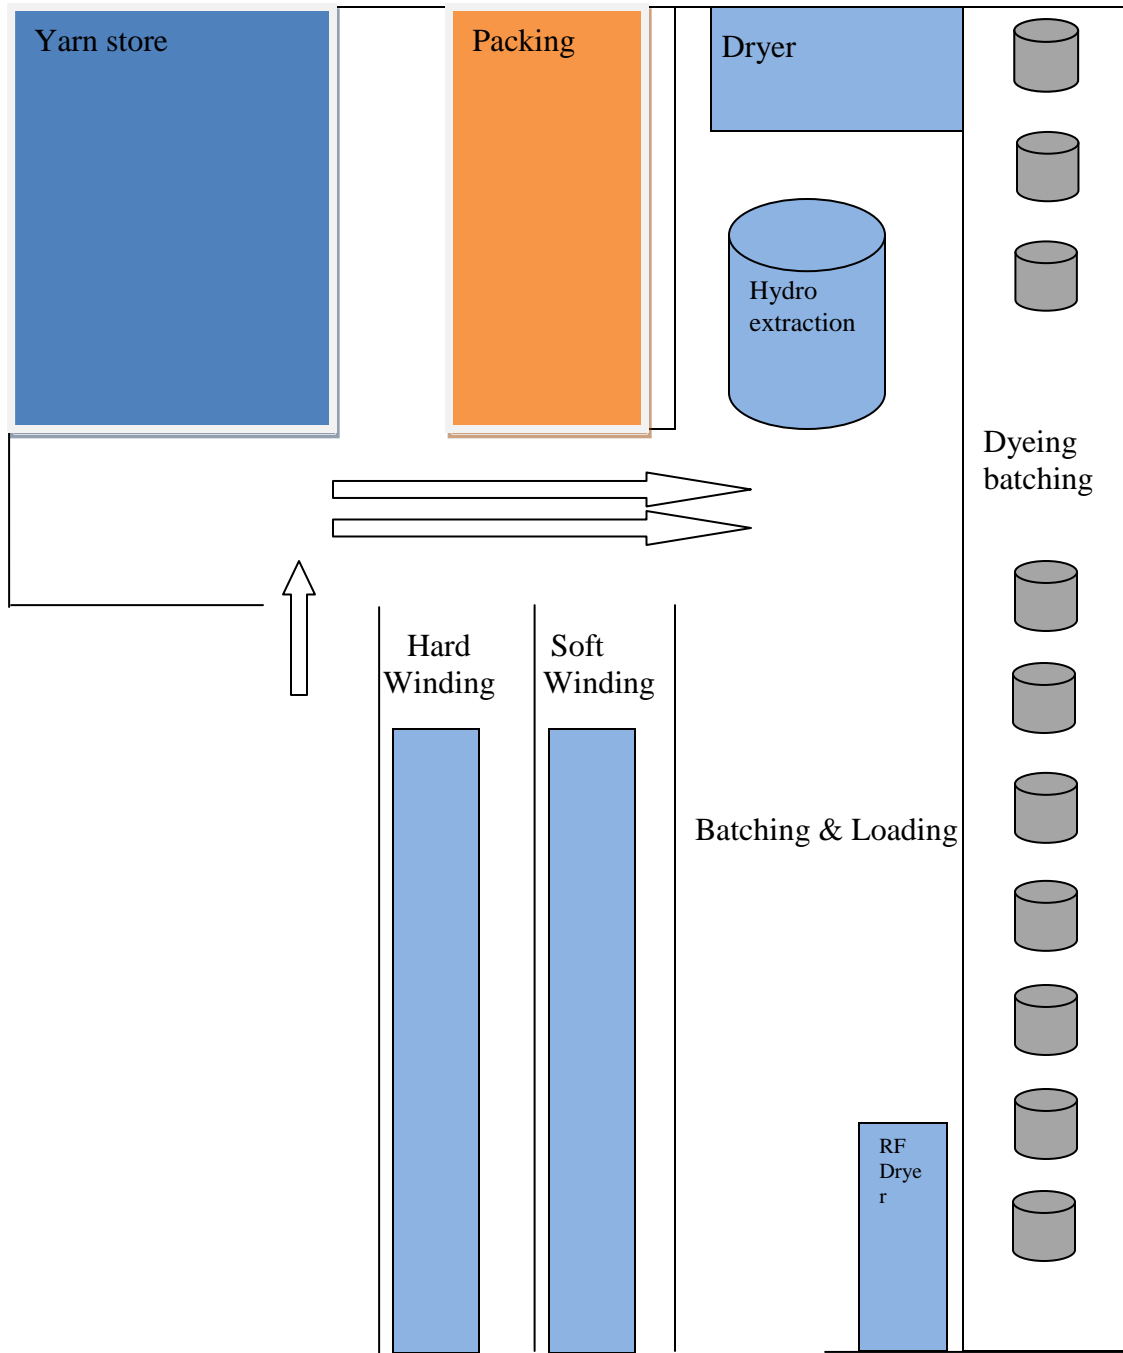 Yarn store
Packing
Dryer
Hydro
extraction
Dyeing
batching
Hard
Winding
Soft
Winding
Batching & Loading
RF
Drye
r